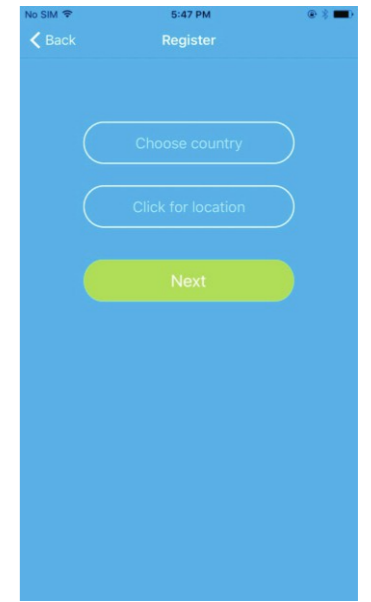 No SIM 5:47 PM
Back Register
Choose country
Click for location
Next